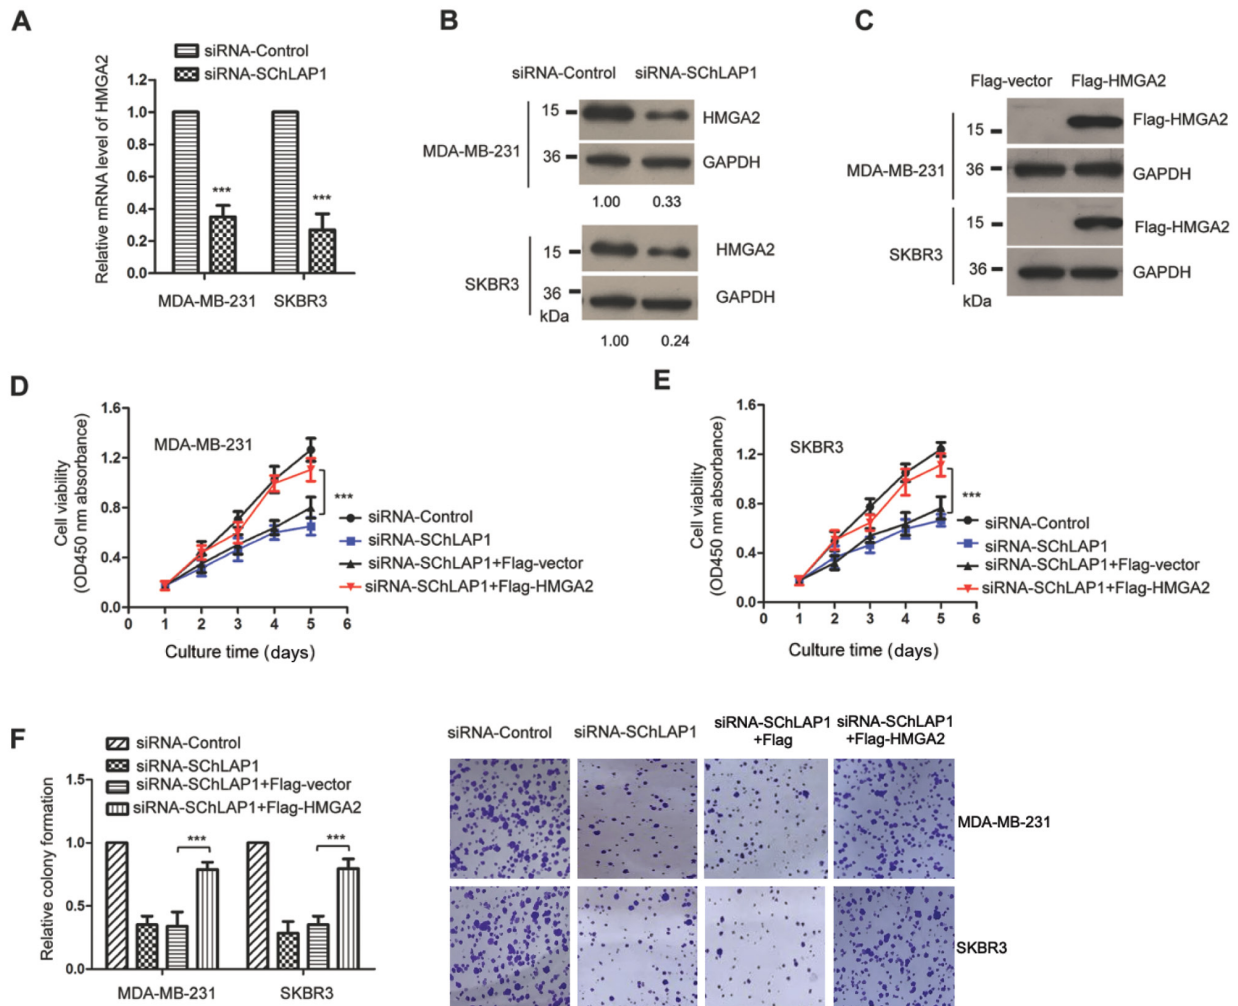 A
siRNA-Control
siRNA-SChLAP1
Relative mRNA level of HMGA2
1.2
1.0
0.8
0.6
0.4
0.2
0.0
***
***
MDA-MB-231 SKBR3
B
siRNA-Control siRNA-SChLAP1
MDA-MB-231
15
HMGA2
36
GAPDH
1.00 0.33
SKBR3
15
HMGA2
36
GAPDH
kDa
1.00 0.24
C
Flag-vector Flag-HMGA2
MDA-MB-231
15
Flag-HMGA2
36
GAPDH
SKBR3
15
Flag-HMGA2
36
GAPDH
kDa
D
Cell viability
(OD450 nm absorbance)
1.6
1.2
0.8
0.4
0.0
MDA-MB-231
***
siRNA-Control
siRNA-SChLAP1
siRNA-SChLAP1+Flag-vector
siRNA-SChLAP1+Flag-HMGA2
0 1 2 3 4 5 6
Culture time (days)
E
Cell viability
(OD450 nm absorbance)
1.6
1.2
0.8
0.4
0.0
SKBR3
***
siRNA-Control
siRNA-SChLAP1
siRNA-SChLAP1+Flag-vector
siRNA-SChLAP1+Flag-HMGA2
0 1 2 3 4 5 6
Culture time (days)
F
siRNA-Control
siRNA-SChLAP1
siRNA-SChLAP1+Flag-vector
siRNA-SChLAP1+Flag-HMGA2
Relative colony formation
1.5
1.0
0.5
0.0
***
***
MDA-MB-231 SKBR3
siRNA-Control
siRNA-SChLAP1
siRNA-SChLAP1
+Flag
siRNA-SChLAP1
+Flag-HMGA2
MDA-MB-231
SKBR3